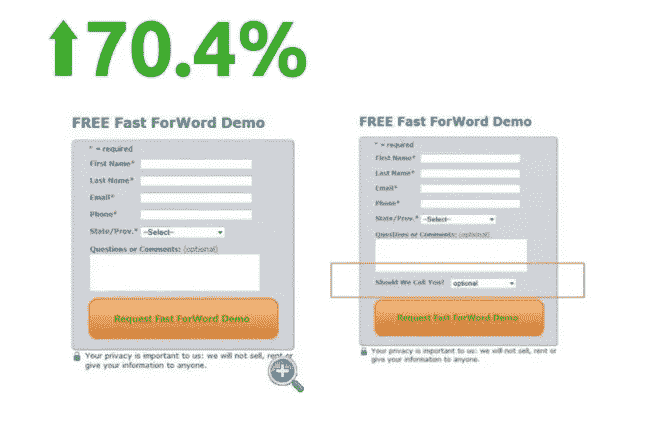 ↑70.4%
FREE Fast ForWord Demo
* = required
First Name*
Last Name*
Email*
Phone*
State/Prov.* --Select--
Questions or Comments: (optional)
Request Fast ForWord Demo
Your privacy is important to us: we will not sell, rent or
give your information to anyone.
FREE Fast ForWord Demo
* = required
First Name*
Last Name*
Email*
Phone*
State/Prov.* --Select--
Questions or Comments: (optional)
Should We Call You? optional
Request Fast ForWord Demo
Your privacy is important to us: we will not sell, rent or
give your information to anyone.